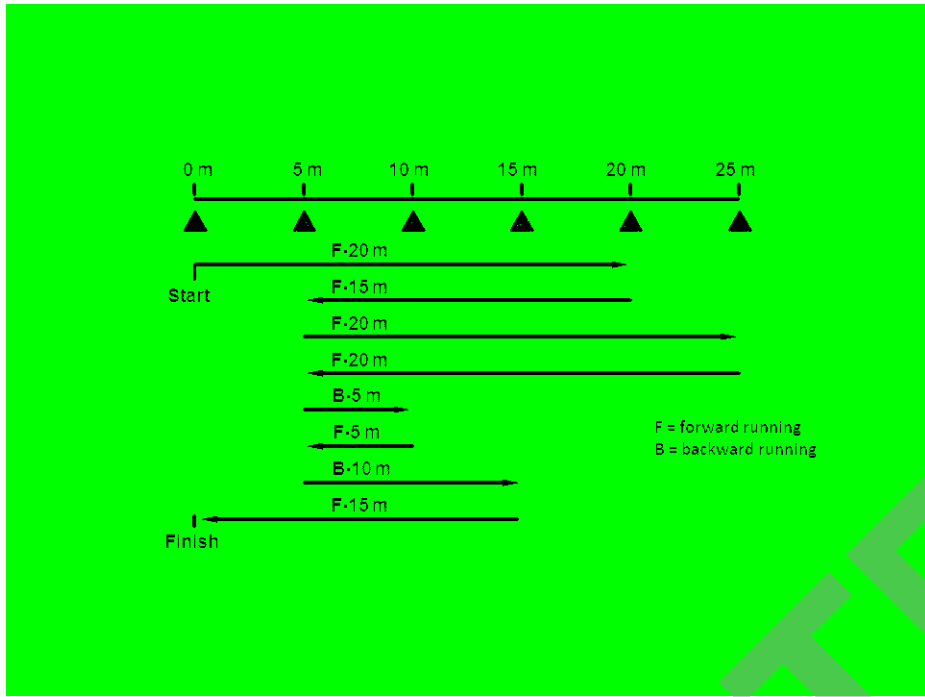 0 m 5 m 10 m 15 m 20 m 25 m
F-20 m
Start
F-15 m
F-20 m
F-20 m
B-5 m
F-5 m
F = forward running
B = backward running
B-10 m
F-15 m
Finish